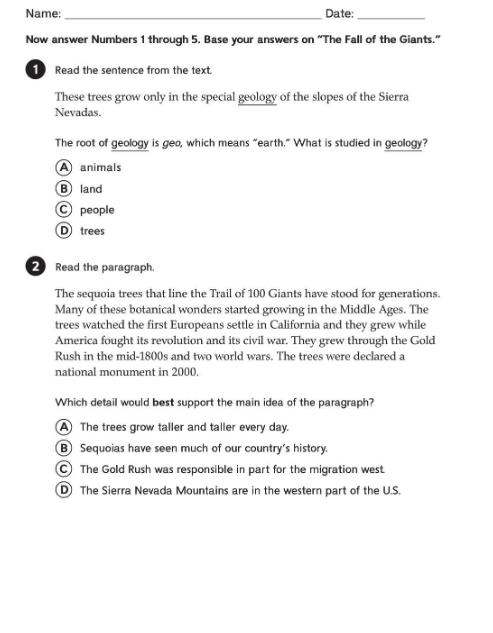 Name: ______ Date: ______
Now answer Numbers 1 through 5. Base your answers on "The Fall of the Giants."
1 Read the sentence from the text.
These trees grow only in the special geology of the slopes of the Sierra
Nevadas.
The root of geology is geo, which means "earth." What is studied in geology?
A animals
B land
C people
D trees
2 Read the paragraph.
The sequoia trees that line the Trail of 100 Giants have stood for generations.
Many of these botanical wonders started growing in the Middle Ages. The
trees watched the first Europeans settle in California and they grew while
America fought its revolution and its civil war. They grew through the Gold
Rush in the mid-1800s and two world wars. The trees were declared a
national monument in 2000.
Which detail would best support the main idea of the paragraph?
A The trees grow taller and taller every day.
B Sequoias have seen much of our country's history.
C The Gold Rush was responsible in part for the migration west.
D The Sierra Nevada Mountains are in the western part of the U.S.